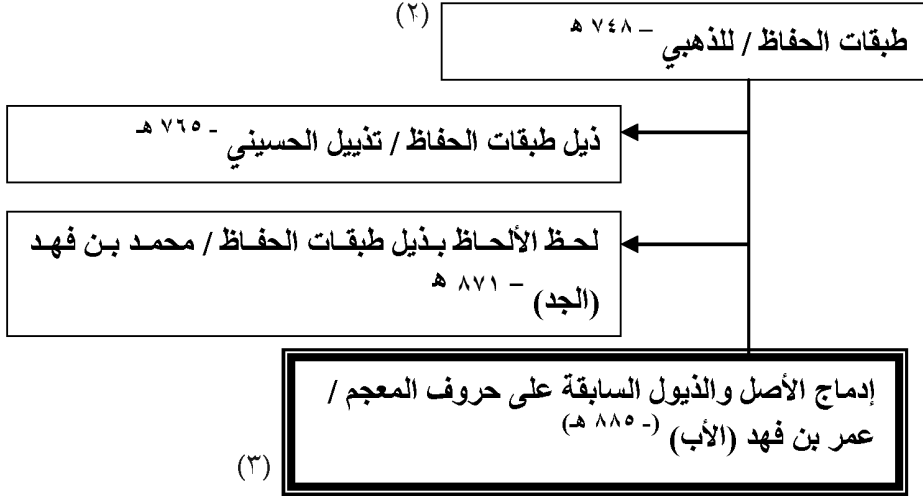 (٢)
طبقات الحفاظ / للذهبي – ٧٤٨ هـ
ذيل طبقات الحفاظ / تذييل الحسيني - ٧٦٥ هـ
لحظ الألحاظ بذيل طبقات الحفاظ / محمد بن فهد
(الجد) – ٨٧١ هـ
إدماج الأصل والذيول السابقة على حروف المعجم /
عمر بن فهد (الأب) (- ٨٨٥ هـ)
(٣)